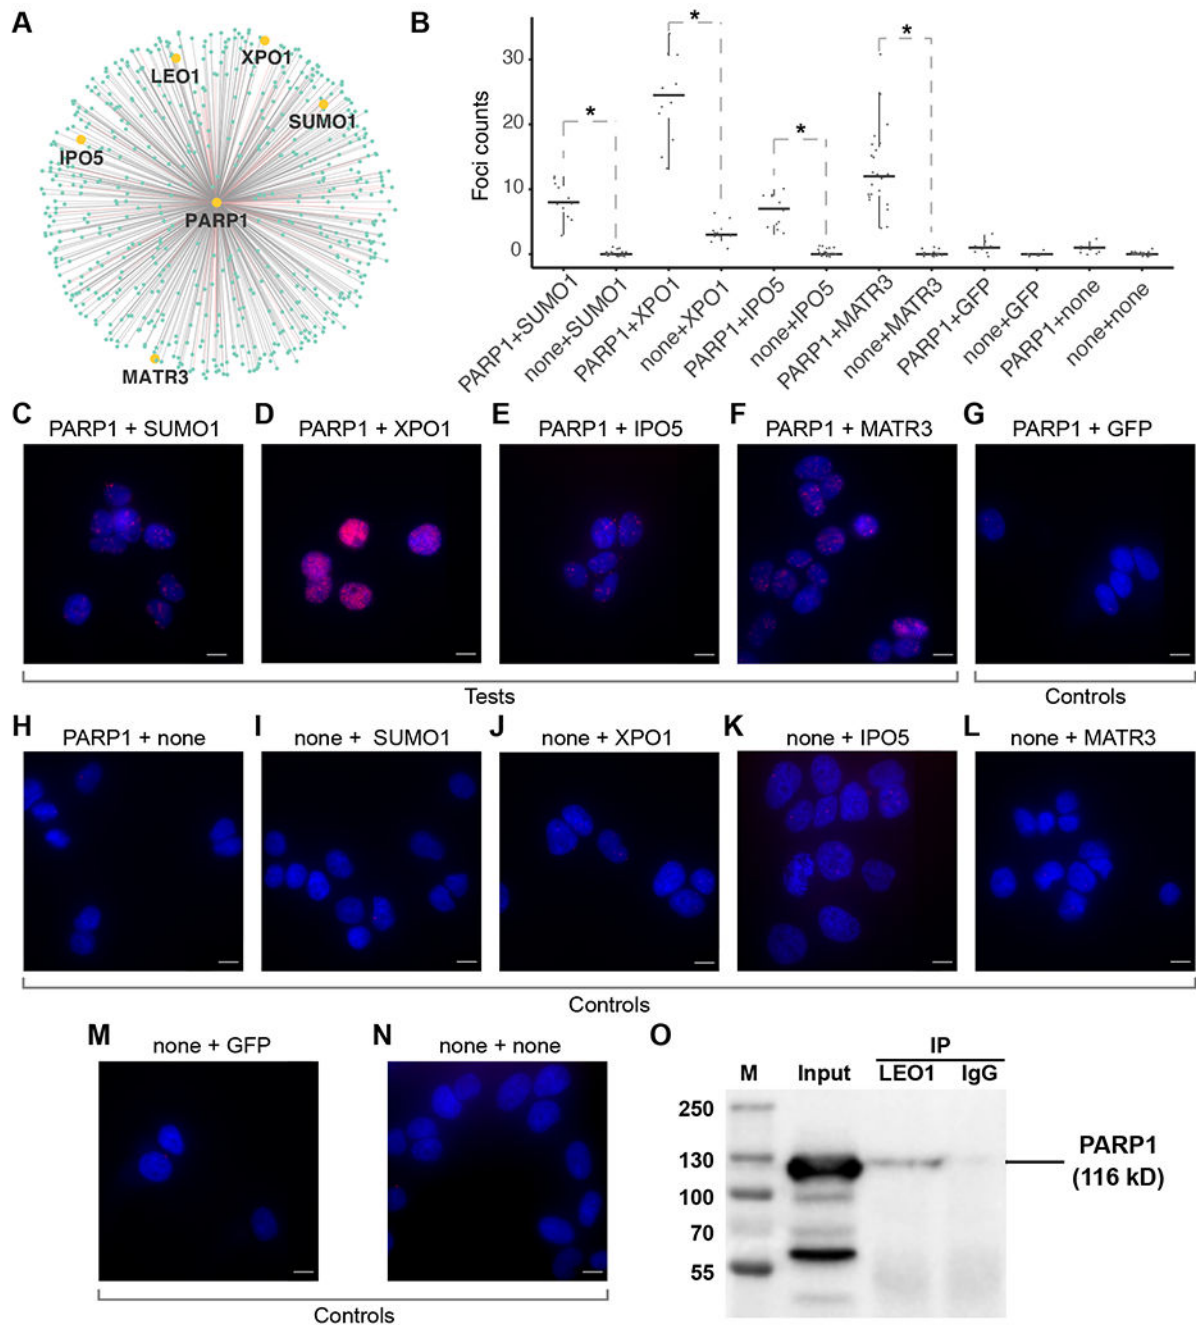 A
XPO1
LEO1
SUMO1
IPO5
PARP1
MATR3
B
Foci counts
30
20
10
0
PARP1+SUMO1
none+SUMO1
PARP1+XPO1
none+XPO1
PARP1+IPO5
none+IPO5
PARP1+MATR3
none+MATR3
PARP1+GFP
none+GFP
PARP1+none
none+none
* * * *
C D E F G
PARP1 + SUMO1 PARP1 + XPO1 PARP1 + IPO5 PARP1 + MATR3 PARP1 + GFP
Tests Controls
H I J K L
PARP1 + none none + SUMO1 none + XPO1 none + IPO5 none + MATR3
Controls
M N
none + GFP none + none
Controls
O
IP
M Input LEO1 IgG
250
130
100
70
55
PARP1
(116 kD)